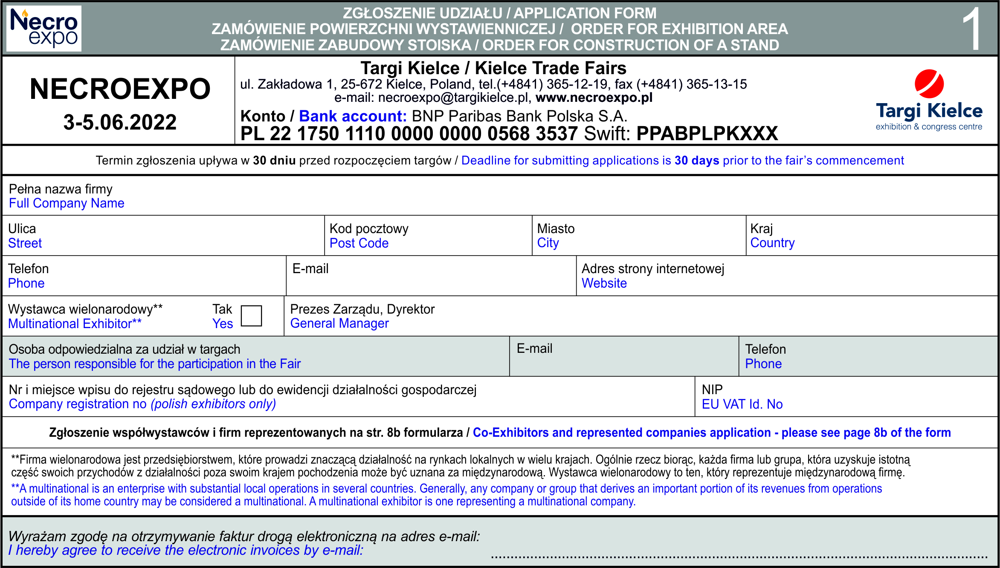 Necro
expo
ZGŁOSZENIE UDZIAŁU / APPLICATION FORM
ZAMÓWIENIE POWIERZCHNI WYSTAWIENNICZEJ / ORDER FOR EXHIBITION AREA
ZAMÓWIENIE ZABUDOWY STOISKA / ORDER FOR CONSTRUCTION OF A STAND
1
NECROEXPO
3-5.06.2022
Targi Kielce / Kielce Trade Fairs
ul. Zakładowa 1, 25-672 Kielce, Poland, tel.(+4841) 365-12-19, fax (+4841) 365-13-15
e-mail: necroexpo@targikielce.pl, www.necroexpo.pl
Konto / Bank account: BNP Paribas Bank Polska S.A.
PL 22 1750 1110 0000 0000 0568 3537 Swift: PPABPLPKXXX
Targi Kielce
exhibition & congress centre
Termin zgłoszenia upływa w 30 dniu przed rozpoczęciem targów / Deadline for submitting applications is 30 days prior to the fair's commencement
Pełna nazwa firmy
Full Company Name
Ulica
Street
Kod pocztowy
Post Code
Miasto
City
Kraj
Country
Telefon
Phone
E-mail
Adres strony internetowej
Website
Wystawca wielonarodowy**
Multinational Exhibitor**
Tak
Yes
Prezes Zarządu, Dyrektor
General Manager
Osoba odpowiedzialna za udział w targach
The person responsible for the participation in the Fair
E-mail
Telefon
Phone
Nr i miejsce wpisu do rejestru sądowego lub do ewidencji działalności gospodarczej
Company registration no (polish exhibitors only)
NIP
EU VAT Id. No
Zgłoszenie współwystawców i firm reprezentowanych na str. 8b formularza / Co-Exhibitors and represented companies application - please see page 8b of the form
**Firma wielonarodowa jest przedsiębiorstwem, które prowadzi znaczącą działalność na rynkach lokalnych w wielu krajach. Ogólnie rzecz biorąc, każda firma lub grupa, która uzyskuje istotną
część swoich przychodów z działalności poza swoim krajem pochodzenia może być uznana za międzynarodową. Wystawca wielonarodowy to ten, który reprezentuje międzynarodową firmę.
**A multinational is an enterprise with substantial local operations in several countries. Generally, any company or group that derives an important portion of its revenues from operations
outside of its home country may be considered a multinational. A multinational exhibitor is one representing a multinational company.
Wyrażam zgodę na otrzymywanie faktur drogą elektroniczną na adres e-mail:
I hereby agree to receive the electronic invoices by e-mail: